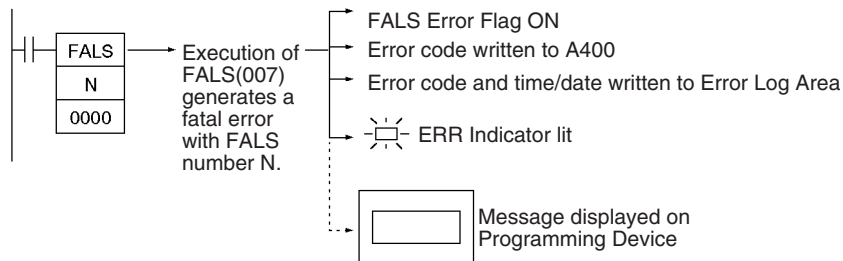 FALS
N
0000
Execution of
FALS(007)
generates a
fatal error
with FALS
number N.
FALS Error Flag ON
Error code written to A400
Error code and time/date written to Error Log Area
ERR Indicator lit
Message displayed on
Programming Device